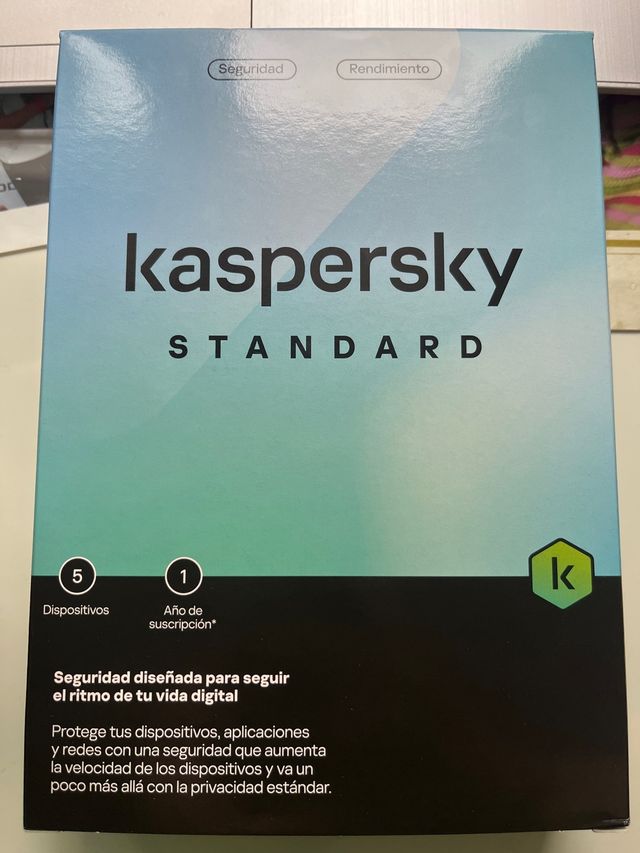 Seguridad Rendimiento
kaspersky
STANDARD
5 1
Dispositivos Año de
suscripción*
k
Seguridad diseñada para seguir
el ritmo de tu vida digital
Protege tus dispositivos, aplicaciones
y redes con una seguridad que aumenta
la velocidad de los dispositivos y va un
poco más allá con la privacidad estándar.